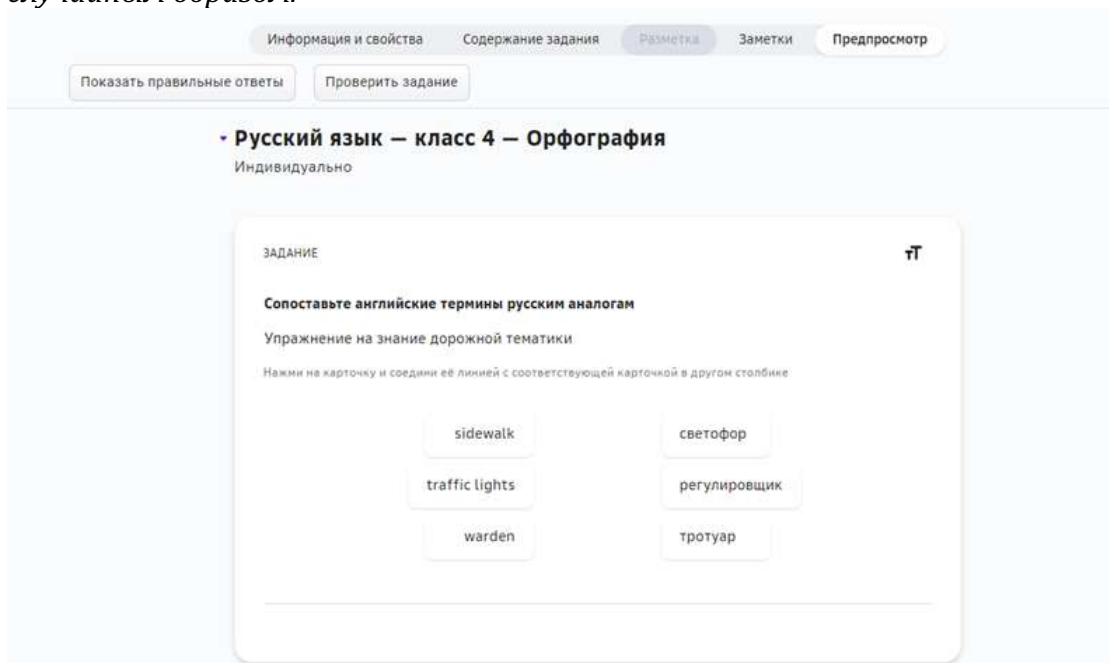 случайным образом.
Информация и свойства Содержание задания Разметка Заметки Предпросмотр
Показать правильные ответы Проверить задание
Русский язык — класс 4 — Орфография
Индивидуально
ЗАДАНИЕ тТ
Сопоставьте английские термины русским аналогам
Упражнение на знание дорожной тематики
Нажми на карточку и соедини её линией с соответствующей карточкой в другом столбике
sidewalk светофор
traffic lights регулировщик
warden тротуар